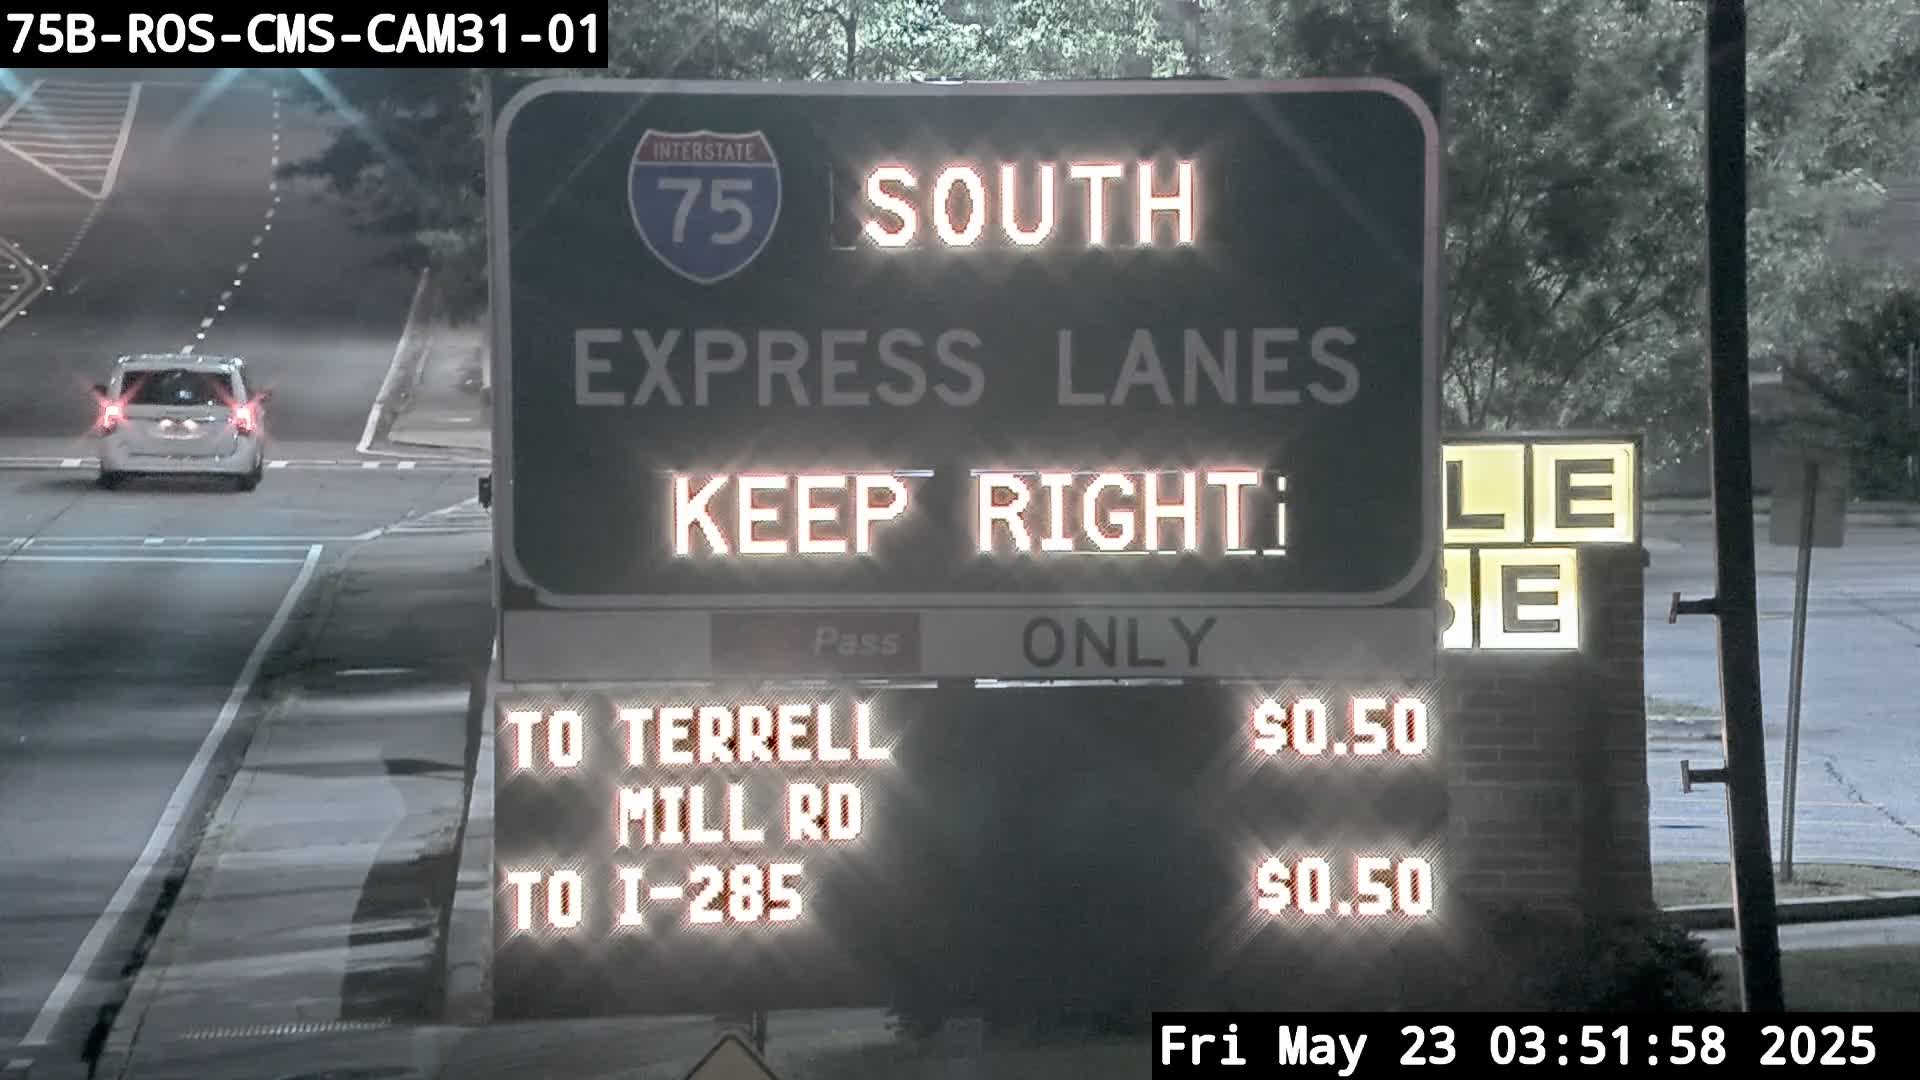 75B-ROS-CMS-CAM31-01
INTERSTATE
75
SOUTH
EXPRESS LANES
KEEP RIGHT
Pass ONLY
TO TERRELL $0.50
MILL RD
TO I-285 $0.50
LE
E
Fri May 23 03:51:58 2025